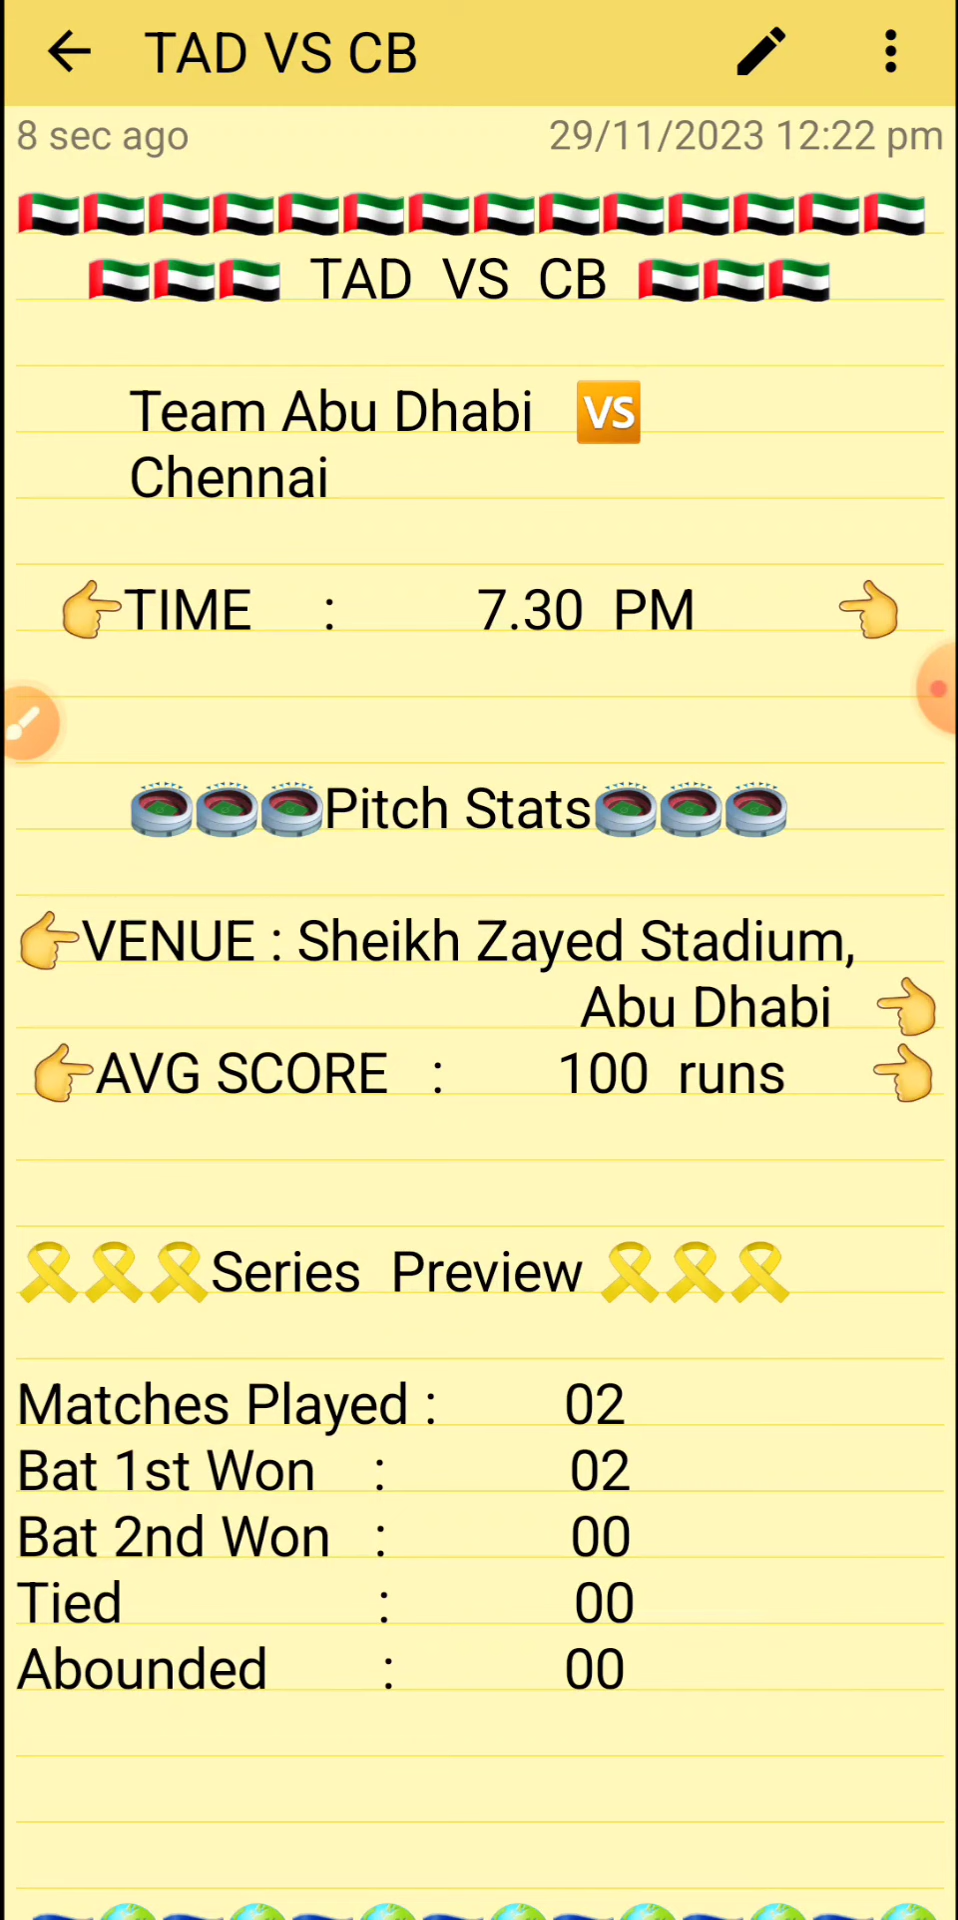 TAD VS CB
8 sec ago 29/11/2023 12:22 pm
TAD VS CB
Team Abu Dhabi VS
Chennai
TIME : 7.30 PM
Pitch Stats
VENUE : Sheikh Zayed Stadium,
Abu Dhabi
AVG SCORE : 100 runs
Series Preview
Matches Played : 02
Bat 1st Won : 02
Bat 2nd Won : 00
Tied : 00
Abounded : 00